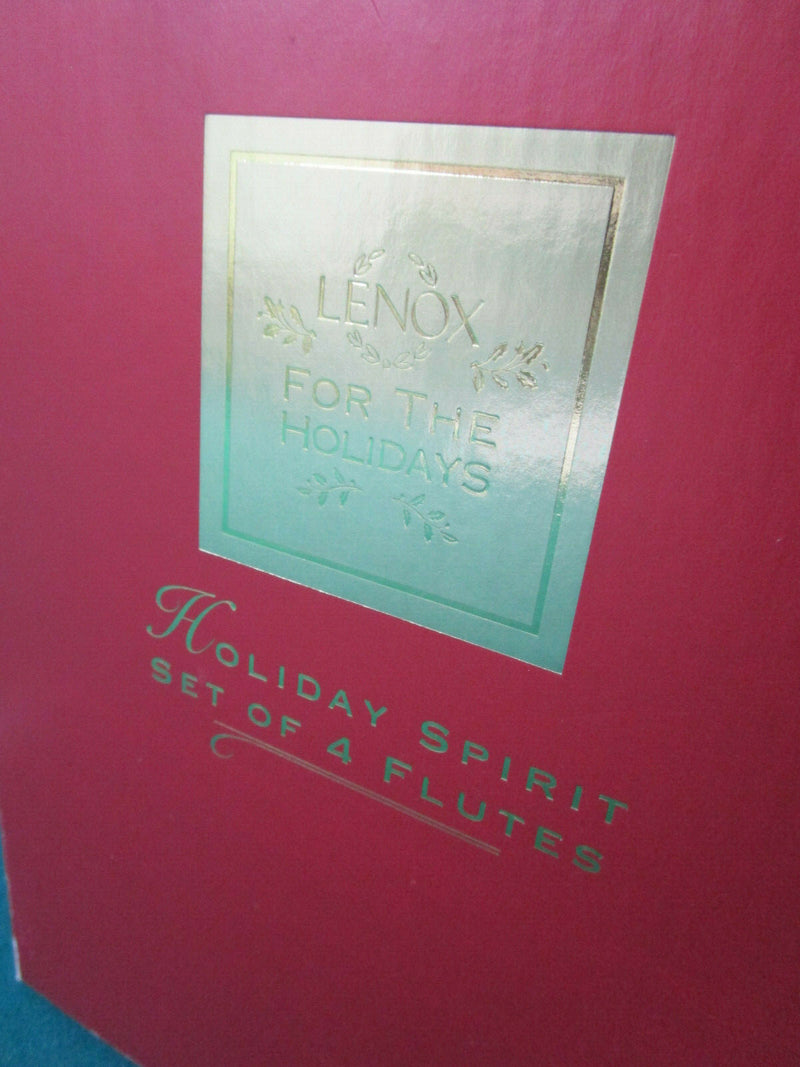 LENOX
FOR THE
HOLIDAYS
HOLIDAY SPIRIT
SET OF 4 FLUTES